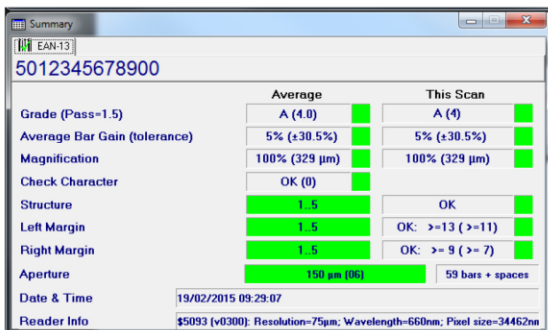 Summary
EAN-13
5012345678900
Average This Scan
Grade (Pass=1.5) A (4.0) A (4)
Average Bar Gain (tolerance) 5% (±30.5%) 5% (±30.5%)
Magnification 100% (329 µm) 100% (329 µm)
Check Character OK (0)
Structure 1..5 OK
Left Margin 1..5 OK: >=13 ( >=11)
Right Margin 1..5 OK: >= 9 ( >= 7)
Aperture 150 µm (06) 59 bars + spaces
Date & Time 19/02/2015 09:29:07
Reader Info $5093 (v0300): Resolution=75µm; Wavelength=660nm; Pixel size=34462nm